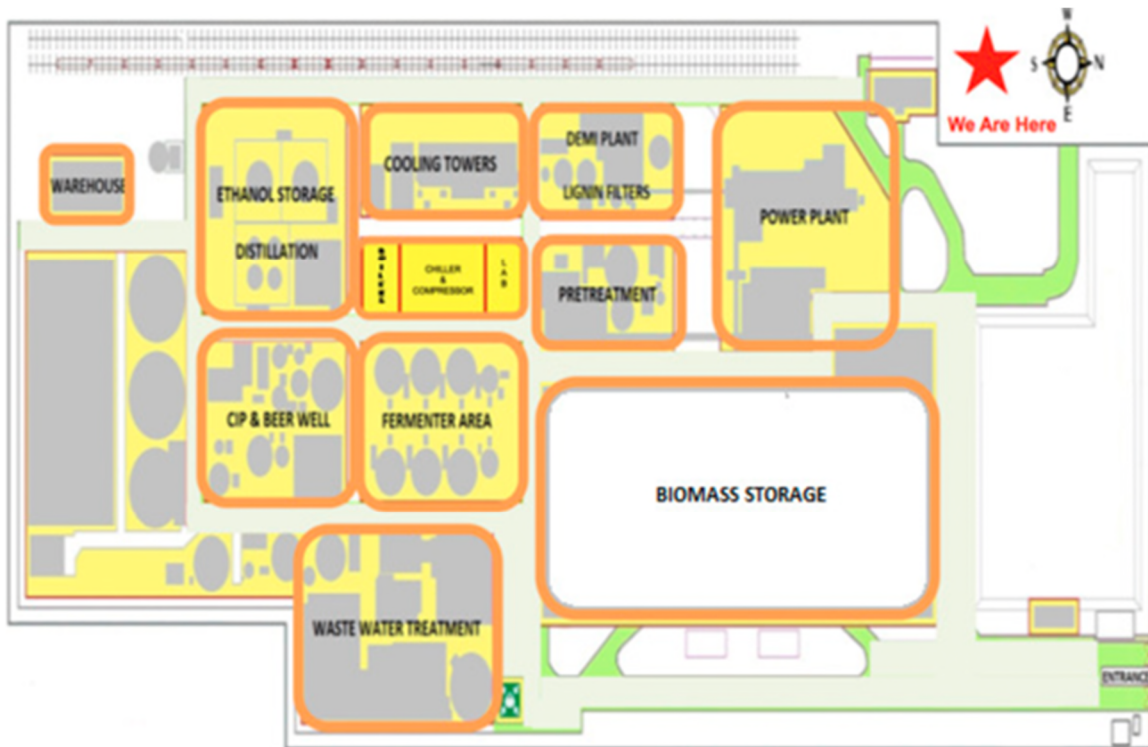 W
S
N
E
We Are Here
WAREHOUSE
ETHANOL STORAGE
DISTILLATION
COOLING TOWERS
DEMI PLANT
LIGNIN FILTERS
POWER PLANT
CHILLER
&
COMPRESSOR
LAB
PRETREATMENT
CIP & BEER WELL
FERMENTER AREA
BIOMASS STORAGE
WASTE WATER TREATMENT
ENTRANCE